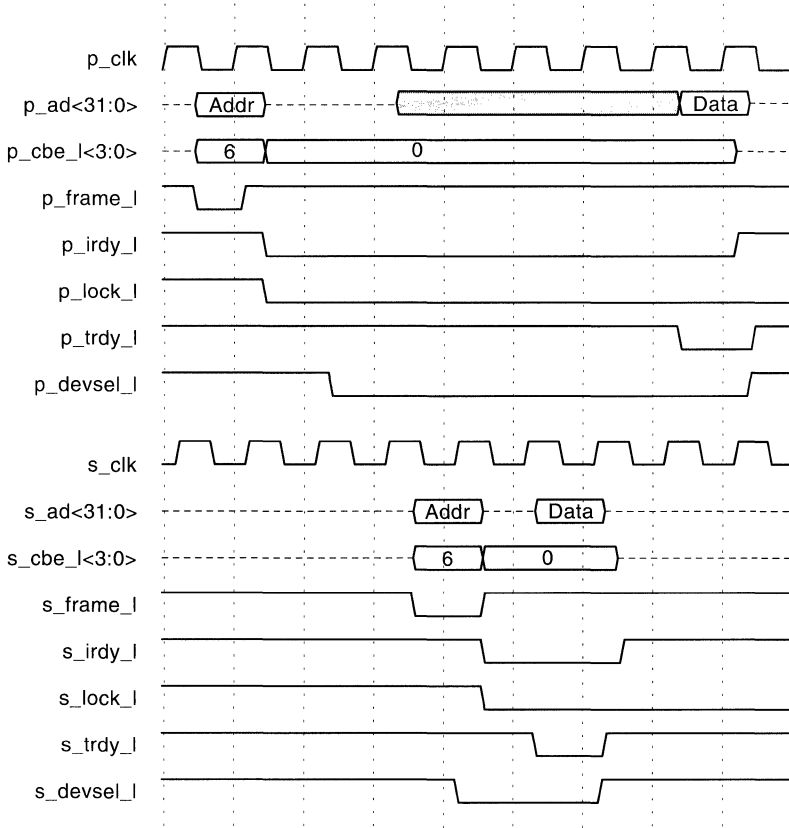 p_clk
p_ad<31:0> Addr Data
p_cbe_l<3:0> 6 0
p_frame_l
p_irdy_l
p_lock_l
p_trdy_l
p_devsel_l
s_clk
s_ad<31:0> Addr Data
s_cbe_l<3:0> 6 0
s_frame_l
s_irdy_l
s_lock_l
s_trdy_l
s_devsel_l